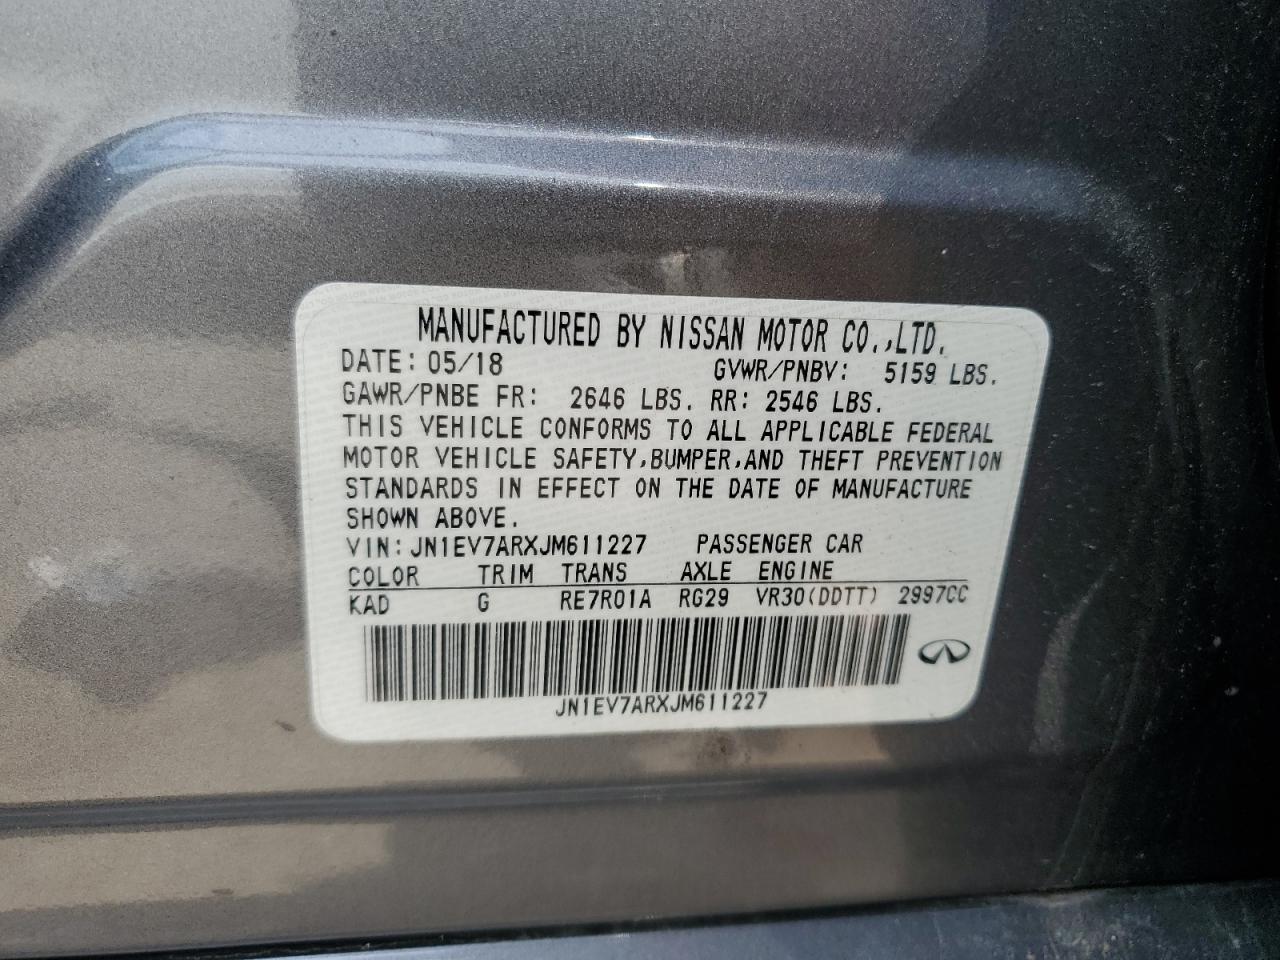 MANUFACTURED BY NISSAN MOTOR CO.,LTD.
DATE: 05/18 GVWR/PNBV: 5159 LBS.
GAWR/PNBE FR: 2646 LBS. RR: 2546 LBS.
THIS VEHICLE CONFORMS TO ALL APPLICABLE FEDERAL
MOTOR VEHICLE SAFETY,BUMPER,AND THEFT PREVENTION
STANDARDS IN EFFECT ON THE DATE OF MANUFACTURE
SHOWN ABOVE.
VIN: JN1EV7ARXJM611227 PASSENGER CAR
COLOR TRIM TRANS AXLE ENGINE
KAD G RE7R01A RG29 VR30(DDTT) 2997CC
JN1EV7ARXJM611227